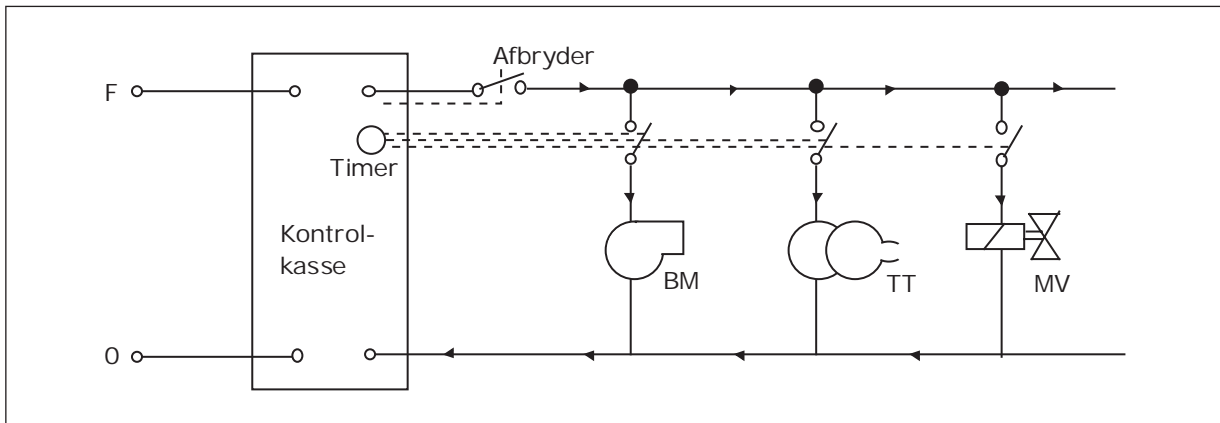 Afbryder
F
Timer
Kontrol-
kasse
BM
TT
MV
0